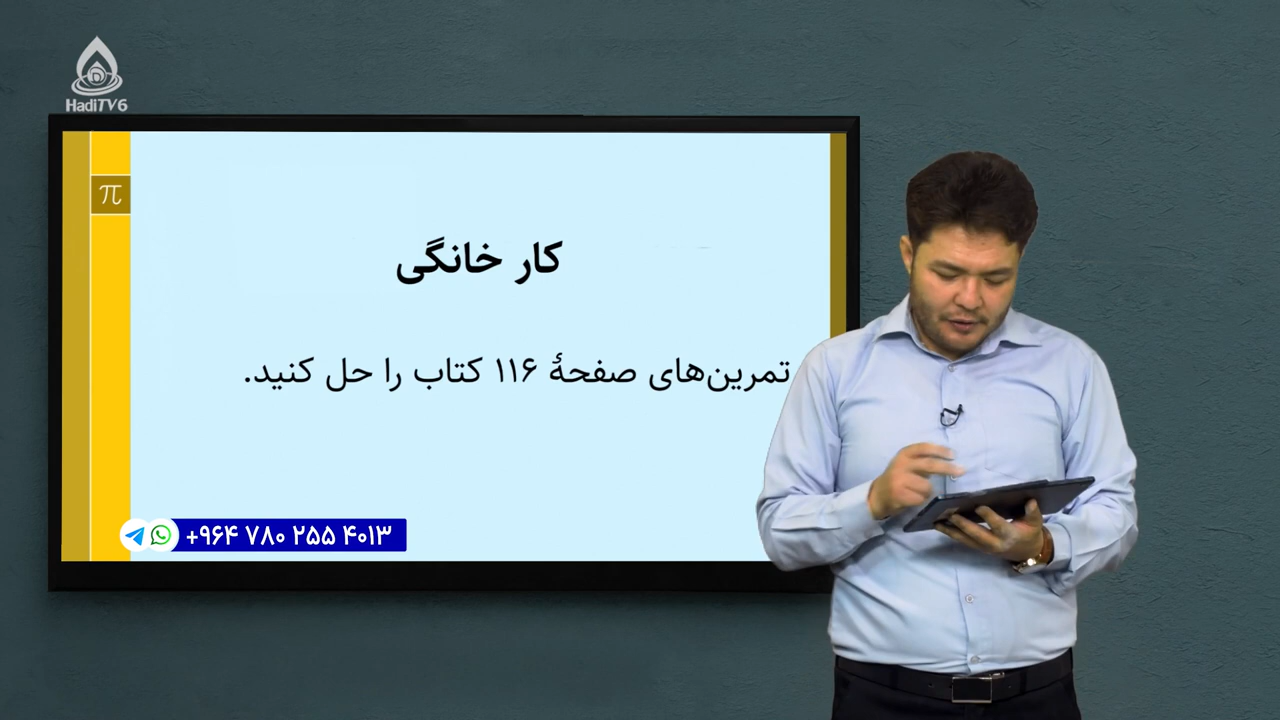 HadiTV6
π
کار خانگی
تمرین‌های صفحهٔ ۱۱۶ کتاب را حل کنید.
+۹۶۴ ۷۸۰ ۲۵۵ ۴۰۱۳